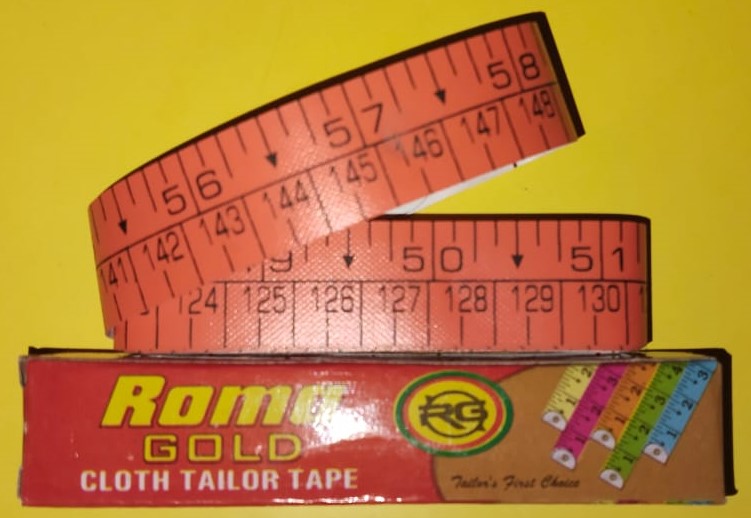 56 57 58
141 142 143 144 145 146 147 148
50 51
124 125 126 127 128 129 130
Roma
GOLD
CLOTH TAILOR TAPE
RG
Tailor's First Choice